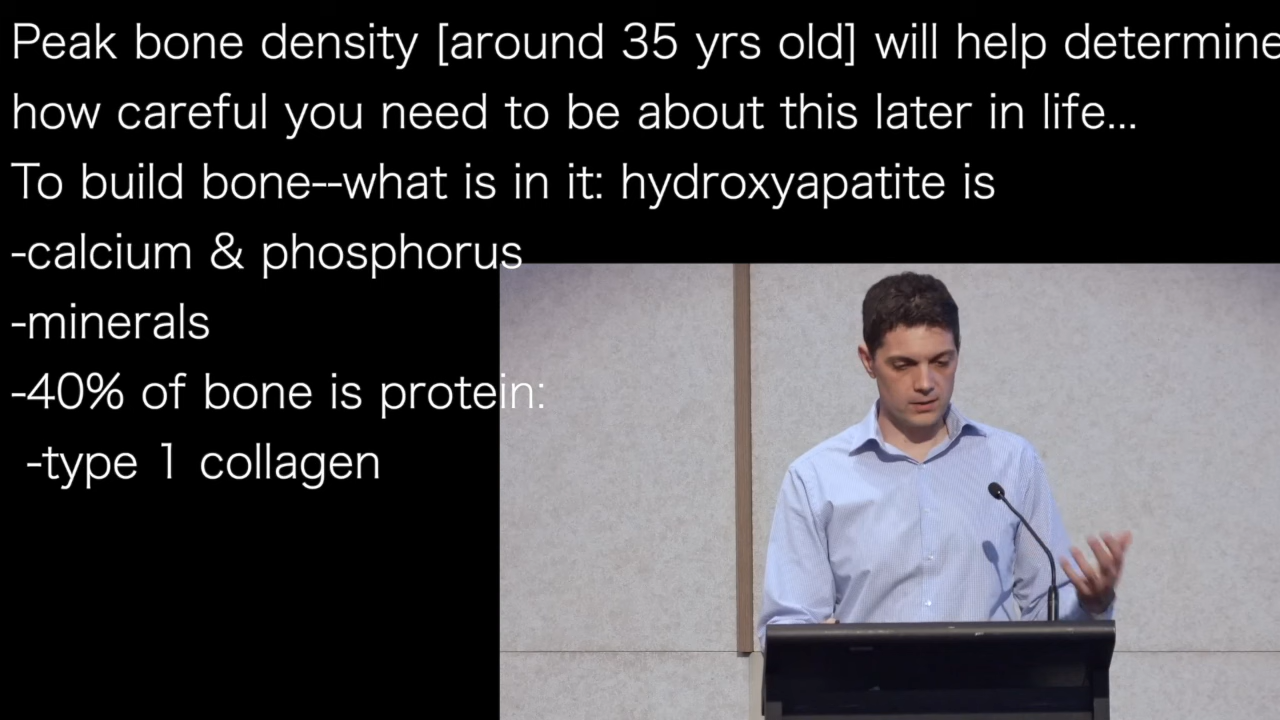 Peak bone density [around 35 yrs old] will help determine
how careful you need to be about this later in life...
To build bone--what is in it: hydroxyapatite is
-calcium & phosphorus
-minerals
-40% of bone is protein:
-type 1 collagen